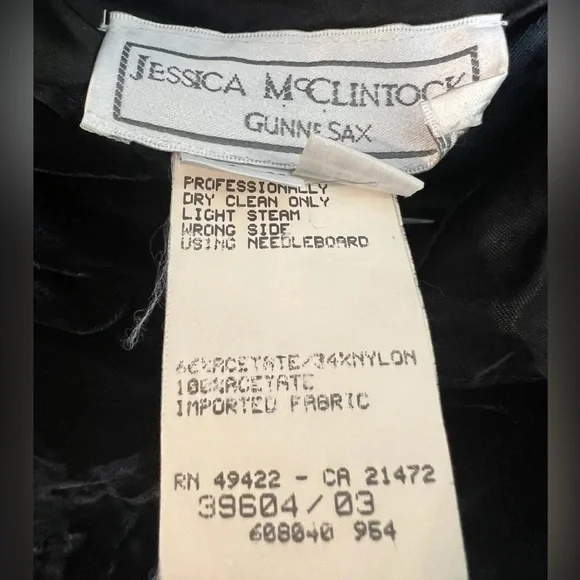 JESSICA McCLINTOCK
GUNNE SAX
PROFESSIONALLY
DRY CLEAN ONLY
LIGHT STEAM
WRONG SIDE
USING NEEDLEBOARD
66%ACETATE/34%NYLON
100%ACETATE
IMPORTED FABRIC
RN 49422 - CA 21472
39604/03
608040 954